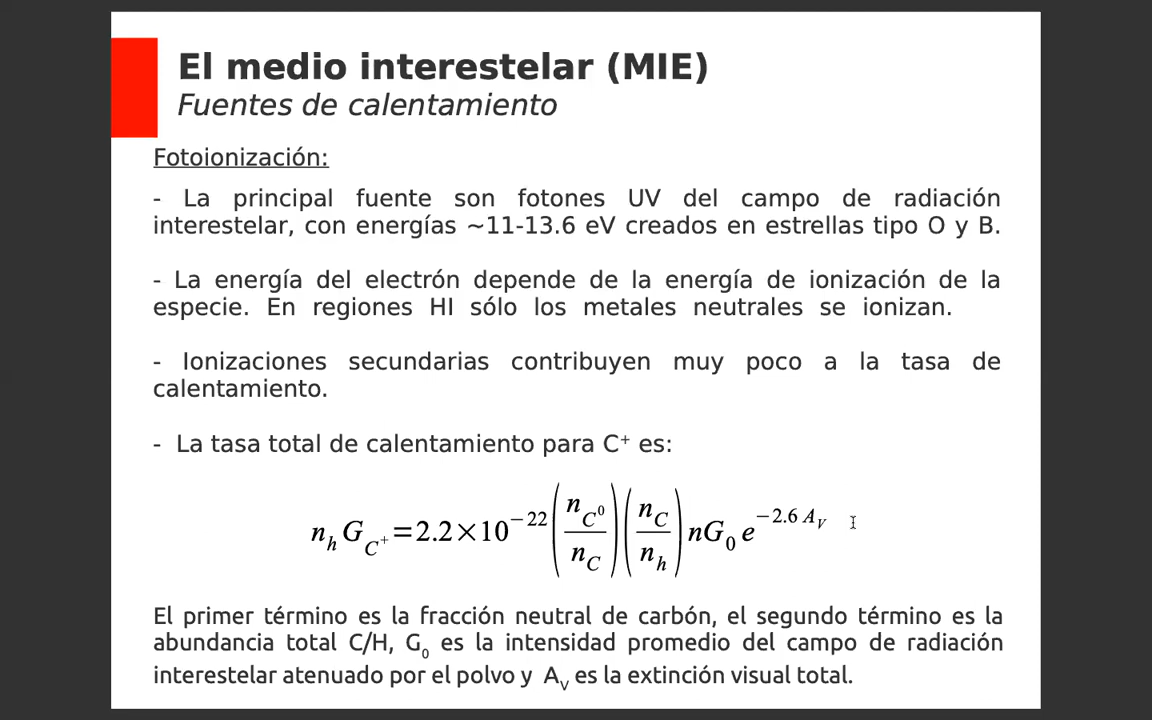 El medio interestelar (MIE)
Fuentes de calentamiento
Fotoionización:
- La principal fuente son fotones UV del campo de radiación
interestelar, con energías ~11-13.6 eV creados en estrellas tipo O y B.
- La energía del electrón depende de la energía de ionización de la
especie. En regiones HI sólo los metales neutrales se ionizan.
- Ionizaciones secundarias contribuyen muy poco a la tasa de
calentamiento.
- La tasa total de calentamiento para C⁺ es:
n_h G_{C⁺} = 2.2×10^{−22} (n_{C⁰}/n_C) (n_C/n_h) nG₀ e^{−2.6 A_V}
El primer término es la fracción neutral de carbón, el segundo término es la
abundancia total C/H, G₀ es la intensidad promedio del campo de radiación
interestelar atenuado por el polvo y A_V es la extinción visual total.